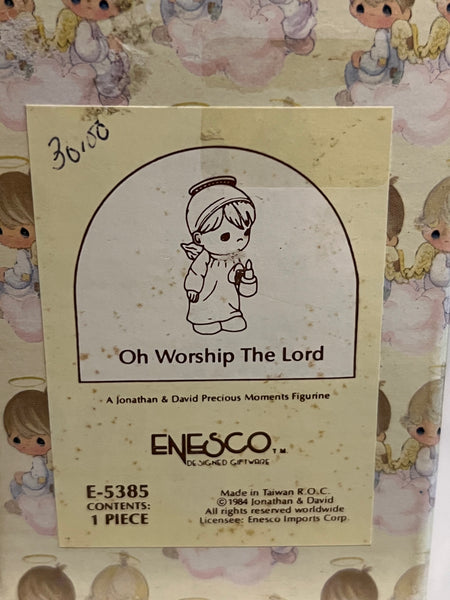 30.00
Oh Worship The Lord
A Jonathan & David Precious Moments Figurine
ENESCO TM
DESIGNED GIFTWARE
E-5385
CONTENTS:
1 PIECE
Made in Taiwan R.O.C.
©1984 Jonathan & David
All rights reserved worldwide
Licensee: Enesco Imports Corp.